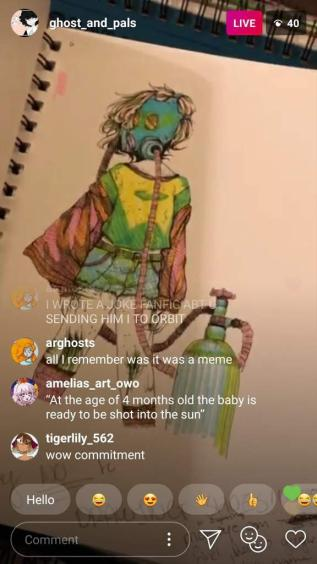 ghost_and_pals
LIVE
40
I WROTE A JOKE FANFIC ABT
SENDING HIM I TO ORBIT
arghosts
all I remember was it was a meme
amelias_art_owo
“At the age of 4 months old the baby is
ready to be shot into the sun”
tigerlily_562
wow commitment
Hello
Comment